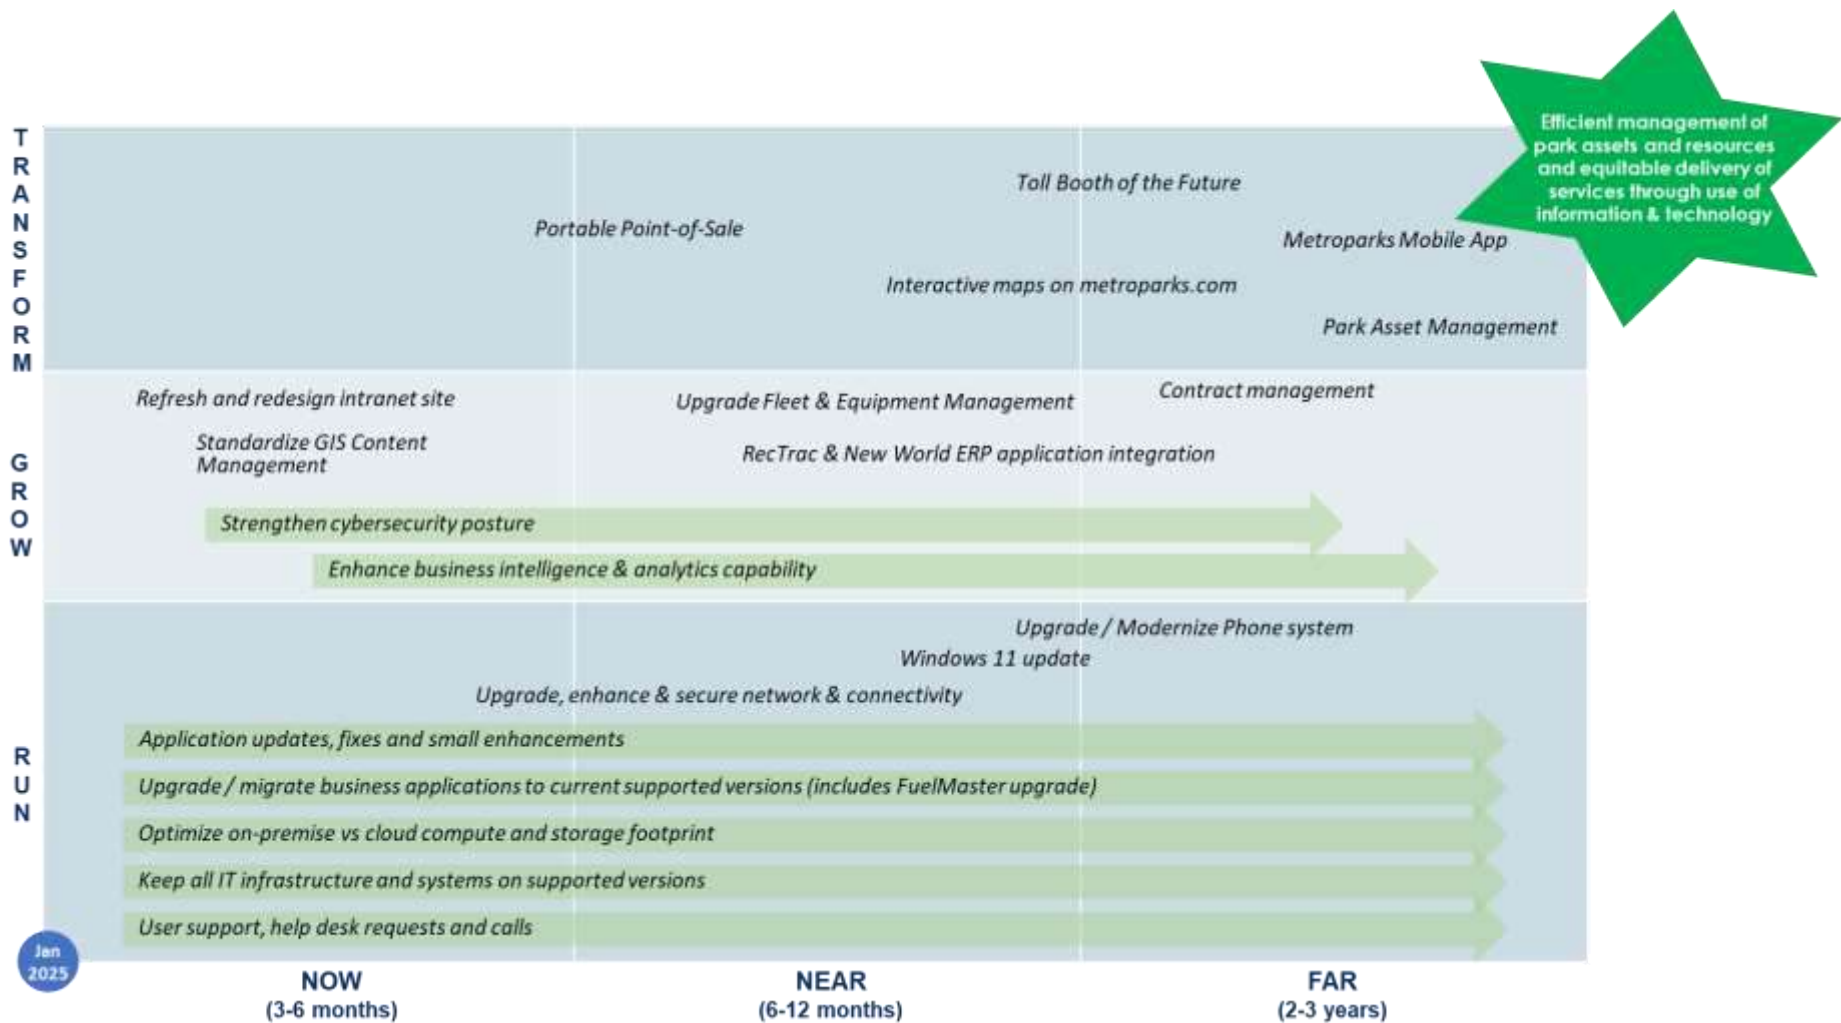 Efficient management of
park assets and resources
and equitable delivery of
services through use of
information & technology
TRANSFORM
Toll Booth of the Future
Portable Point-of-Sale
Metroparks Mobile App
Interactive maps on metroparks.com
Park Asset Management
GROW
Refresh and redesign intranet site
Upgrade Fleet & Equipment Management
Contract management
Standardize GIS Content
Management
RecTrac & New World ERP application integration
Strengthen cybersecurity posture
Enhance business intelligence & analytics capability
RUN
Upgrade / Modernize Phone system
Windows 11 update
Upgrade, enhance & secure network & connectivity
Application updates, fixes and small enhancements
Upgrade / migrate business applications to current supported versions (includes FuelMaster upgrade)
Optimize on-premise vs cloud compute and storage footprint
Keep all IT infrastructure and systems on supported versions
User support, help desk requests and calls
Jan
2025
NOW
(3-6 months)
NEAR
(6-12 months)
FAR
(2-3 years)